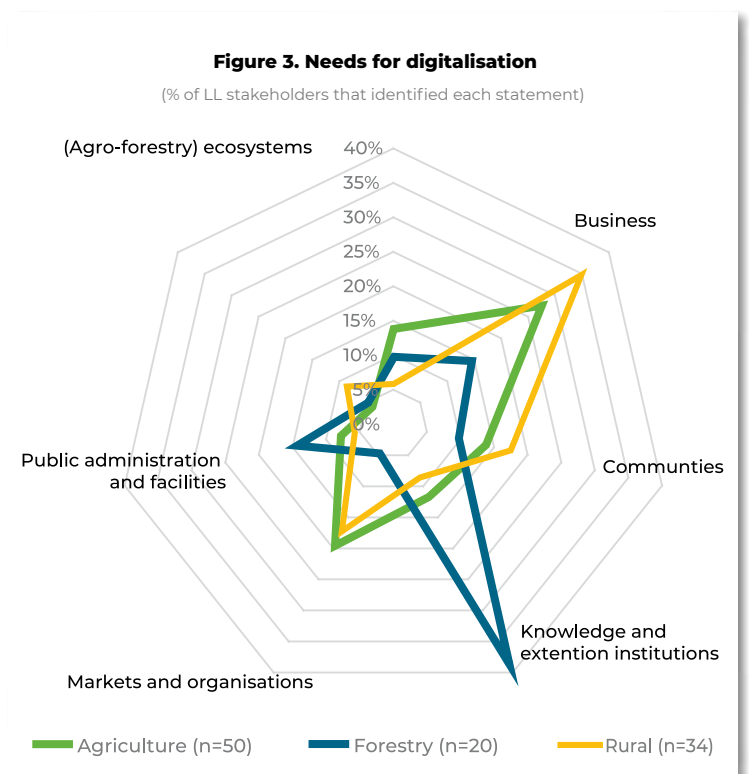 Figure 3. Needs for digitalisation
(% of LL stakeholders that identified each statement)
(Agro-forestry) ecosystems
40%
35%
30%
25%
20%
15%
10%
5%
0%
Business
Communties
Public administration
and facilities
Knowledge and
extention institutions
Markets and organisations
Agriculture (n=50)
Forestry (n=20)
Rural (n=34)